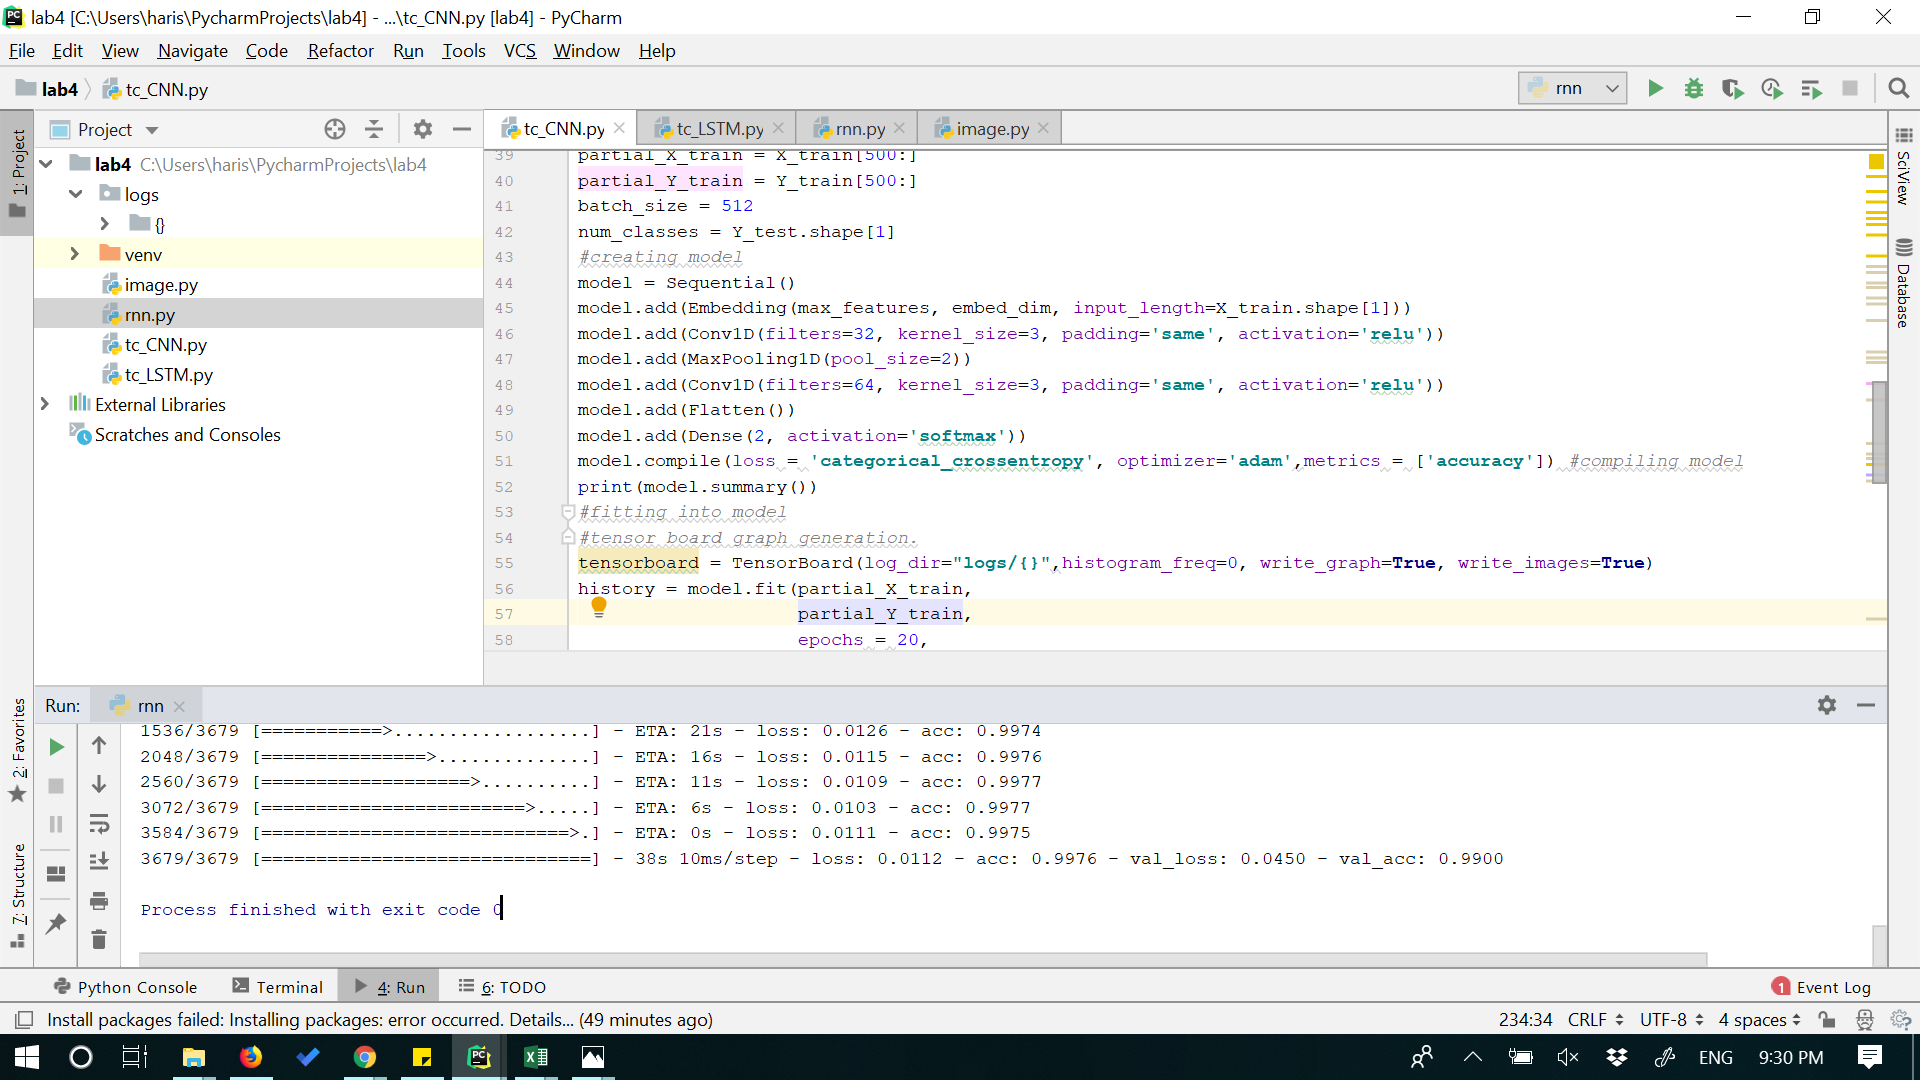 lab4 [C:\Users\haris\PycharmProjects\lab4] - ...\tc_CNN.py [lab4] - PyCharm
File Edit View Navigate Code Refactor Run Tools VCS Window Help
lab4 tc_CNN.py rnn
1: Project
Project
tc_CNN.py tc_LSTM.py rnn.py image.py
lab4 C:\Users\haris\PycharmProjects\lab4
logs
{}
venv
image.py
rnn.py
tc_CNN.py
tc_LSTM.py
External Libraries
Scratches and Consoles
39 partial_X_train = X_train[500:]
40 partial_Y_train = Y_train[500:]
41 batch_size = 512
42 num_classes = Y_test.shape[1]
43 #creating model
44 model = Sequential()
45 model.add(Embedding(max_features, embed_dim, input_length=X_train.shape[1]))
46 model.add(Conv1D(filters=32, kernel_size=3, padding='same', activation='relu'))
47 model.add(MaxPooling1D(pool_size=2))
48 model.add(Conv1D(filters=64, kernel_size=3, padding='same', activation='relu'))
49 model.add(Flatten())
50 model.add(Dense(2, activation='softmax'))
51 model.compile(loss = 'categorical_crossentropy', optimizer='adam',metrics = ['accuracy']) #compiling model
52 print(model.summary())
53 #fitting into model
54 #tensor board graph generation.
55 tensorboard = TensorBoard(log_dir="logs/{}",histogram_freq=0, write_graph=True, write_images=True)
56 history = model.fit(partial_X_train,
57 partial_Y_train,
58 epochs = 20,
SciView
Database
2: Favorites
7: Structure
Run: rnn
1536/3679 [===========>..................] - ETA: 21s - loss: 0.0126 - acc: 0.9974
2048/3679 [===============>..............] - ETA: 16s - loss: 0.0115 - acc: 0.9976
2560/3679 [===================>..........] - ETA: 11s - loss: 0.0109 - acc: 0.9977
3072/3679 [========================>.....] - ETA: 6s - loss: 0.0103 - acc: 0.9977
3584/3679 [============================>.] - ETA: 0s - loss: 0.0111 - acc: 0.9975
3679/3679 [==============================] - 38s 10ms/step - loss: 0.0112 - acc: 0.9976 - val_loss: 0.0450 - val_acc: 0.9900
Process finished with exit code 0
Python Console Terminal 4: Run 6: TODO 1 Event Log
Install packages failed: Installing packages: error occurred. Details... (49 minutes ago) 234:34 CRLF UTF-8 4 spaces
ENG 9:30 PM